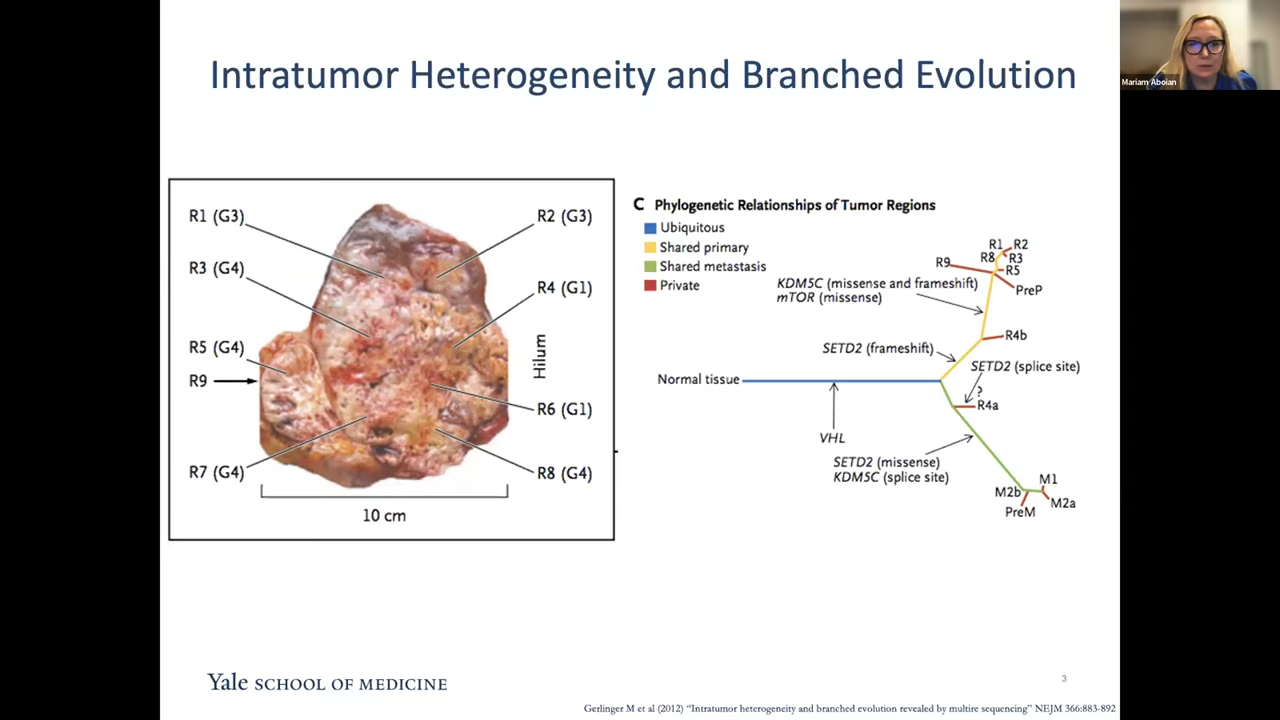 Intratumor Heterogeneity and Branched Evolution
Mariam Aboian
R1 (G3)
R2 (G3)
R3 (G4)
R4 (G1)
R5 (G4)
Hilum
R9
R6 (G1)
R7 (G4)
R8 (G4)
10 cm
C Phylogenetic Relationships of Tumor Regions
Ubiquitous
Shared primary
Shared metastasis
Private
R1
R2
R8
R3
R9
R5
PreP
KDM5C (missense and frameshift)
mTOR (missense)
R4b
SETD2 (frameshift)
SETD2 (splice site)
?
Normal tissue
R4a
VHL
SETD2 (missense)
KDM5C (splice site)
M1
M2b
M2a
PreM
Yale SCHOOL OF MEDICINE
3
Gerlinger M et al (2012) “Intratumor heterogeneity and branched evolution revealed by multire sequencing” NEJM 366:883-892